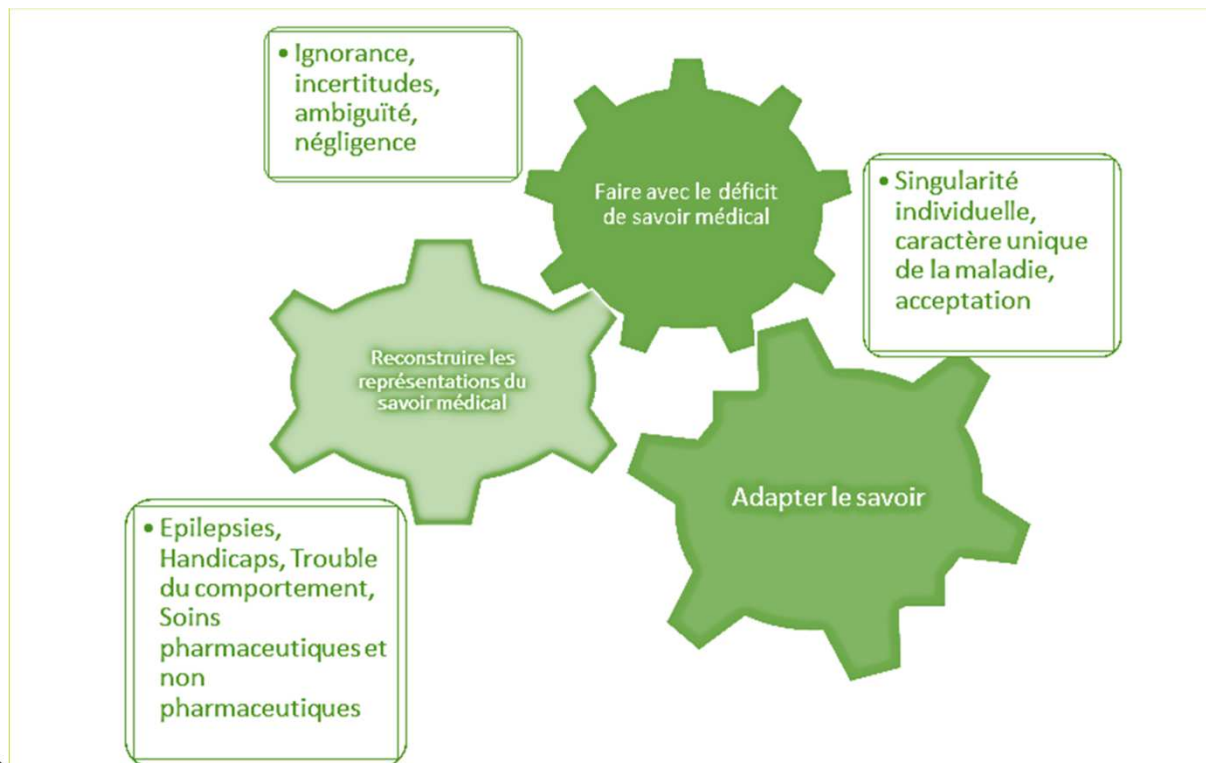 • Ignorance,
incertitudes,
ambiguïté,
négligence
Faire avec le déficit
de savoir médical
• Singularité
individuelle,
caractère unique
de la maladie,
acceptation
Reconstruire les
représentations du
savoir médical
Adapter le savoir
• Epilepsies,
Handicaps, Trouble
du comportement,
Soins
pharmaceutiques et
non
pharmaceutiques